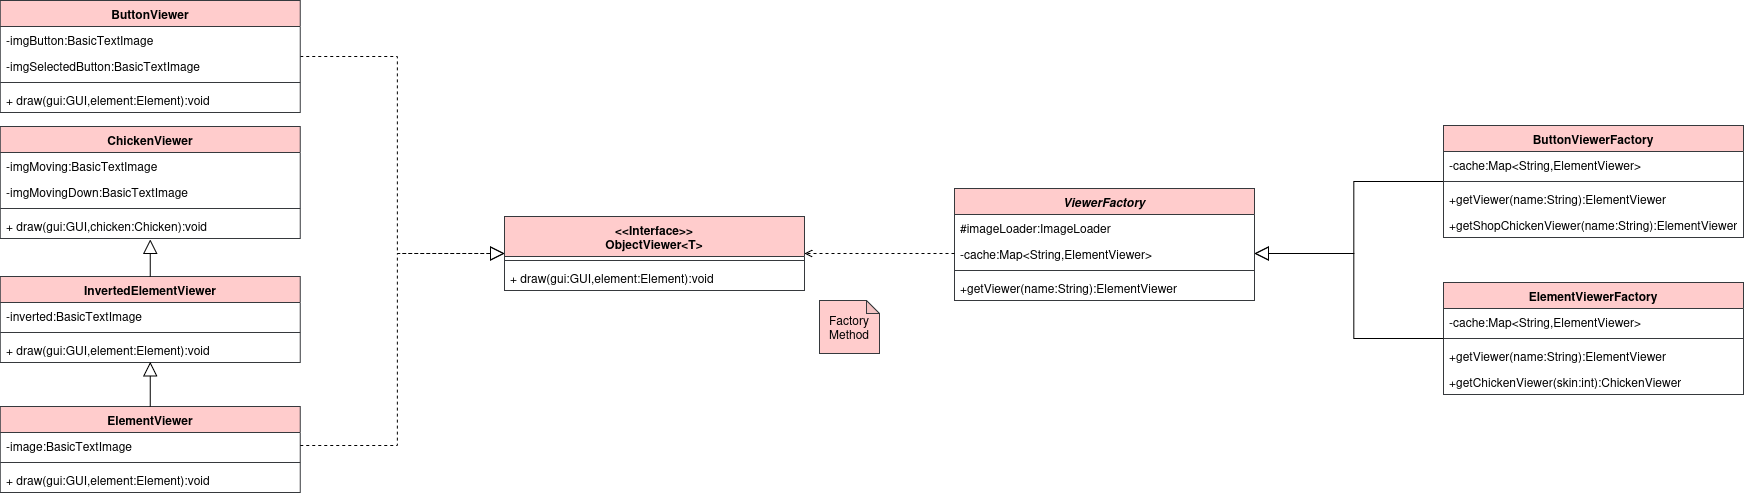 ButtonViewer
-imgButton:BasicTextImage
-imgSelectedButton:BasicTextImage
+ draw(gui:GUI,element:Element):void
ChickenViewer
-imgMoving:BasicTextImage
-imgMovingDown:BasicTextImage
+ draw(gui:GUI,chicken:Chicken):void
InvertedElementViewer
-inverted:BasicTextImage
+ draw(gui:GUI,element:Element):void
ElementViewer
-image:BasicTextImage
+ draw(gui:GUI,element:Element):void
<<Interface>>
ObjectViewer<T>
+ draw(gui:GUI,element:Element):void
Factory
Method
ViewerFactory
#imageLoader:ImageLoader
-cache:Map<String,ElementViewer>
+getViewer(name:String):ElementViewer
ButtonViewerFactory
-cache:Map<String,ElementViewer>
+getViewer(name:String):ElementViewer
+getShopChickenViewer(name:String):ElementViewer
ElementViewerFactory
-cache:Map<String,ElementViewer>
+getViewer(name:String):ElementViewer
+getChickenViewer(skin:int):ChickenViewer